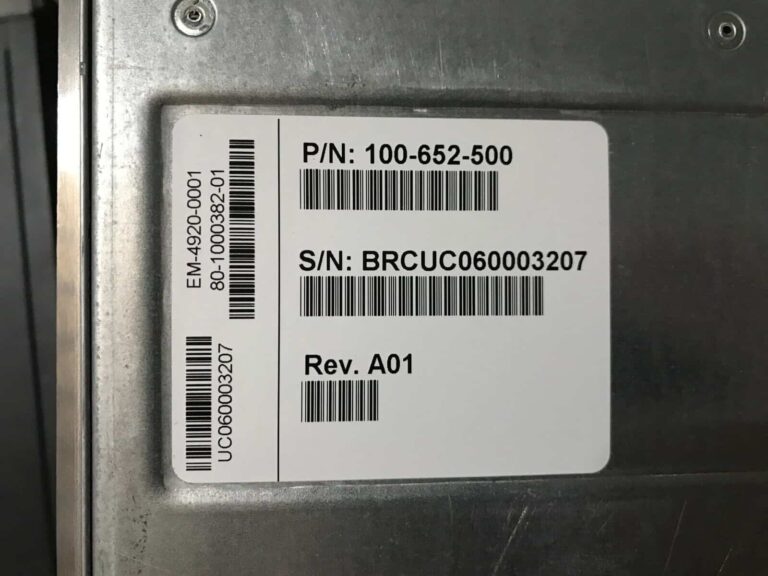 P/N: 100-652-500
S/N: BRCUC060003207
Rev. A01
EM-4920-0001
80-1000382-01
UC060003207